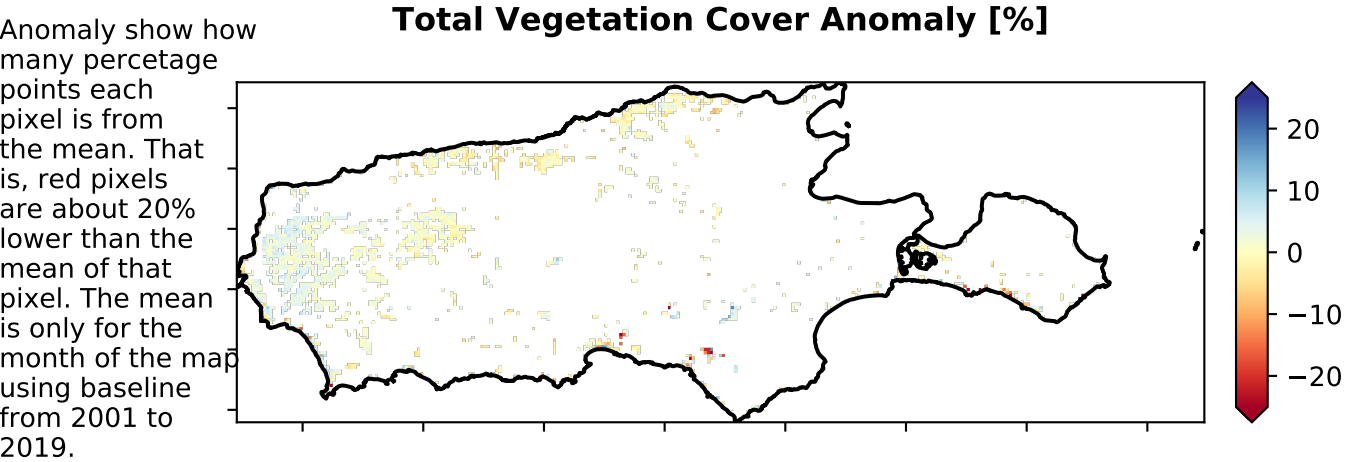 Total Vegetation Cover Anomaly [%]
Anomaly show how
many percetage
points each
pixel is from
the mean. That
is, red pixels
are about 20%
lower than the
mean of that
pixel. The mean
is only for the
month of the map
using baseline
from 2001 to
2019.
20
10
0
−10
−20